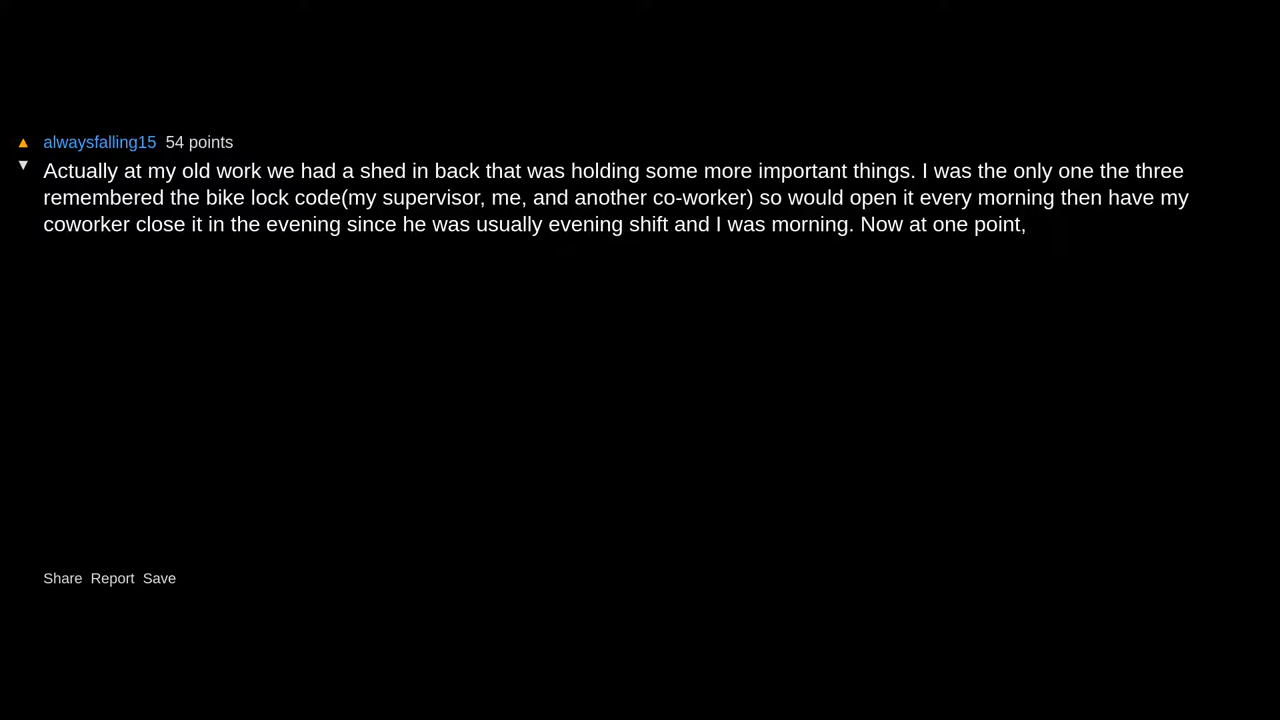 alwaysfalling15 54 points
Actually at my old work we had a shed in back that was holding some more important things. I was the only one the three
remembered the bike lock code(my supervisor, me, and another co-worker) so would open it every morning then have my
coworker close it in the evening since he was usually evening shift and I was morning. Now at one point,
Share Report Save